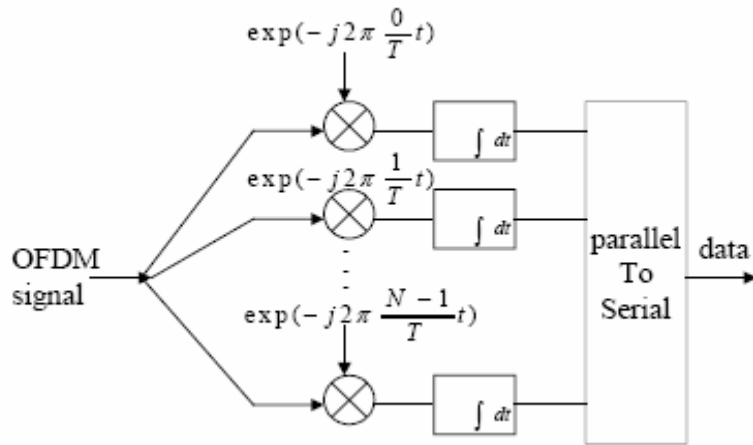 exp(-j2π 0/T t)
∫ dt
exp(-j2π 1/T t)
∫ dt
OFDM
signal
parallel
To
Serial
data
exp(-j2π N-1/T t)
∫ dt